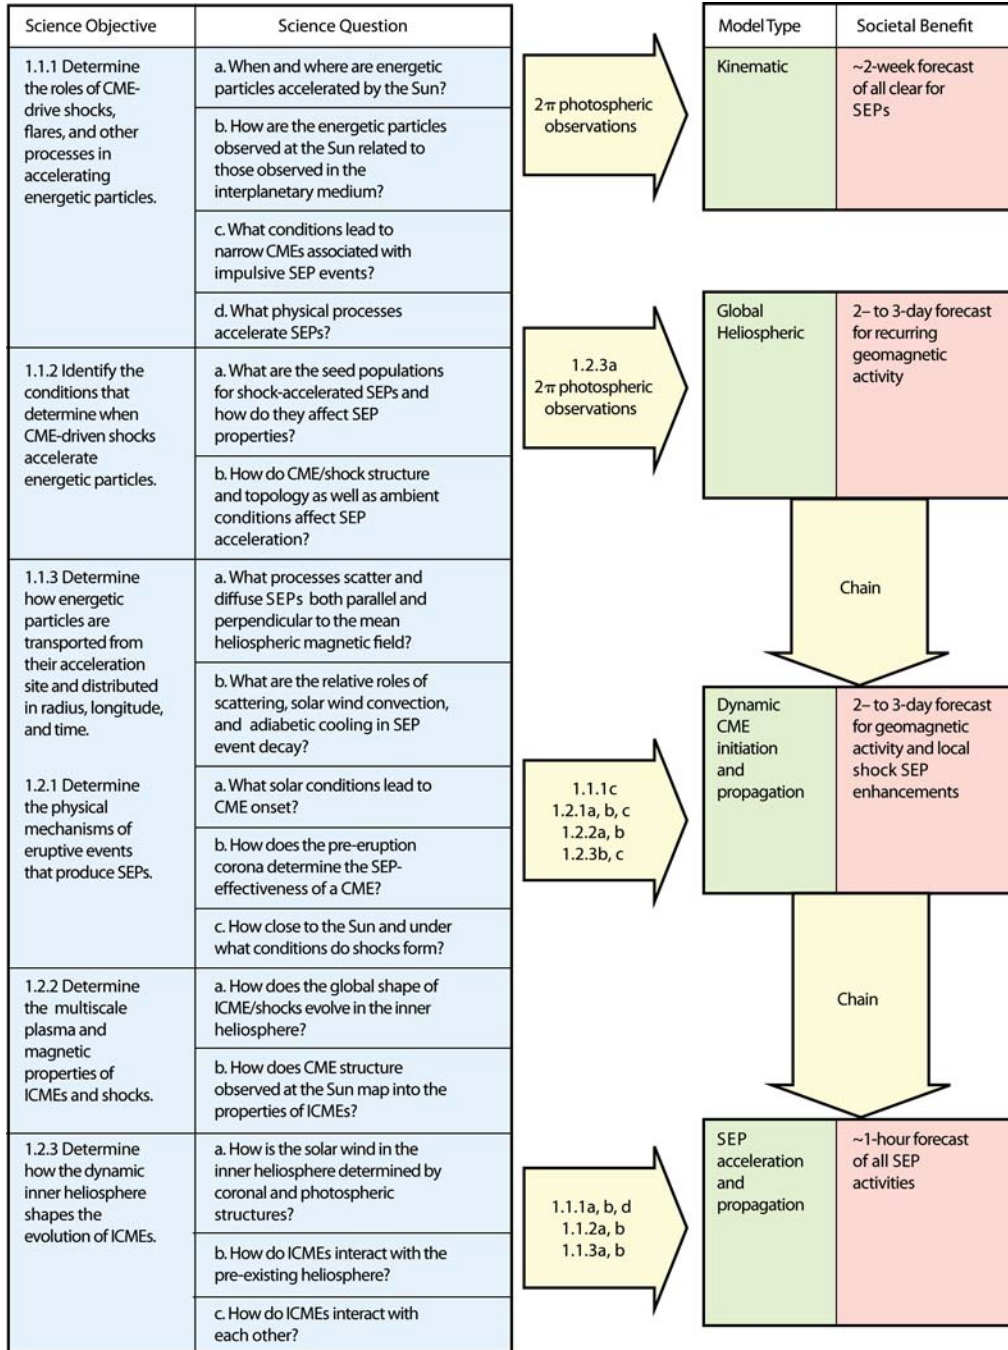 Science Objective
Science Question
1.1.1 Determine
the roles of CME-
drive shocks,
flares, and other
processes in
accelerating
energetic particles.
a. When and where are energetic
particles accelerated by the Sun?
b. How are the energetic particles
observed at the Sun related to
those observed in the
interplanetary medium?
c. What conditions lead to
narrow CMEs associated with
impulsive SEP events?
d. What physical processes
accelerate SEPs?
1.1.2 Identify the
conditions that
determine when
CME-driven shocks
accelerate
energetic particles.
a. What are the seed populations
for shock-accelerated SEPs and
how do they affect SEP
properties?
b. How do CME/shock structure
and topology as well as ambient
conditions affect SEP
acceleration?
1.1.3 Determine
how energetic
particles are
transported from
their acceleration
site and distributed
in radius, longitude,
and time.
a. What processes scatter and
diffuse SEPs both parallel and
perpendicular to the mean
heliospheric magnetic field?
b. What are the relative roles of
scattering, solar wind convection,
and adiabetic cooling in SEP
event decay?
1.2.1 Determine
the physical
mechanisms of
eruptive events
that produce SEPs.
a. What solar conditions lead to
CME onset?
b. How does the pre-eruption
corona determine the SEP-
effectiveness of a CME?
c. How close to the Sun and under
what conditions do shocks form?
1.2.2 Determine
the multiscale
plasma and
magnetic
properties of
ICMEs and shocks.
a. How does the global shape of
ICME/shocks evolve in the inner
heliosphere?
b. How does CME structure
observed at the Sun map into the
properties of ICMEs?
1.2.3 Determine
how the dynamic
inner heliosphere
shapes the
evolution of ICMEs.
a. How is the solar wind in the
inner heliosphere determined by
coronal and photospheric
structures?
b. How do ICMEs interact with the
pre-existing heliosphere?
c. How do ICMEs interact with
each other?
2π photospheric
observations
1.2.3a
2π photospheric
observations
1.1.1c
1.2.1a, b, c
1.2.2a, b
1.2.3b, c
1.1.1a, b, d
1.1.2a, b
1.1.3a, b
Model Type
Societal Benefit
Kinematic
~2-week forecast
of all clear for
SEPs
Global
Heliospheric
2– to 3-day forecast
for recurring
geomagnetic
activity
Chain
Dynamic
CME
initiation
and
propagation
2– to 3-day forecast
for geomagnetic
activity and local
shock SEP
enhancements
Chain
SEP
acceleration
and
propagation
~1-hour forecast
of all SEP
activities